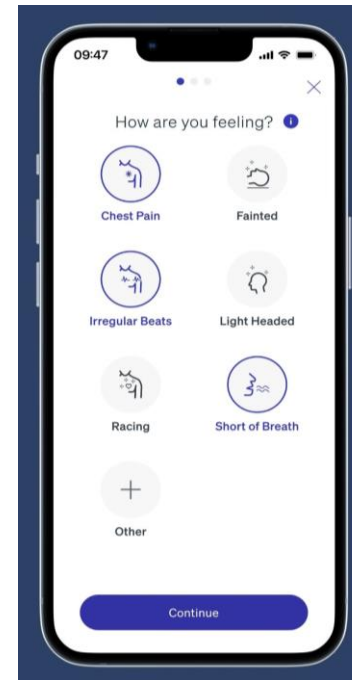 09:47
How are you feeling? i
Chest Pain
Fainted
Irregular Beats
Light Headed
Racing
Short of Breath
Other
Continue